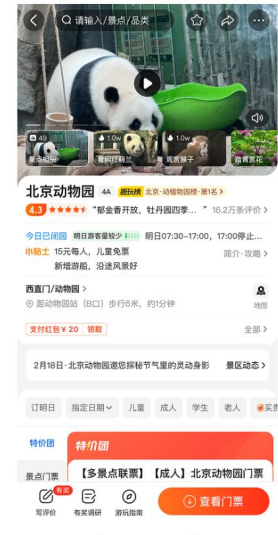 请输入/景点/品类
49
景点相册
1.0w
看网红萌兰
1.0w
观赏猴子
踏青赏花
北京动物园 4A 趣玩榜 北京·动植物园榜·第1名 >
4.3 “郁金香开放，牡丹园四季... ” 16.2万条评价 >
今日已闭园 明日游客量较少 明日07:30-17:00，17:00停止...
小贴士 15元每人，儿童免票 简介·攻略 >
新增游船，沿途风景好
西直门/动物园 >
距动物园站（B口）步行6米，约1分钟 地图
支付红包 ¥ 20 领取 全部 >
2月18日·北京动物园邀您探秘节气里的灵动身影 景区动态 >
订明日 指定日期 儿童 成人 学生 老人
特价团 特价团
景点门票 【多景点联票】【成人】北京动物园门票
有奖
写评价 有奖调研 游玩指南 查看门票